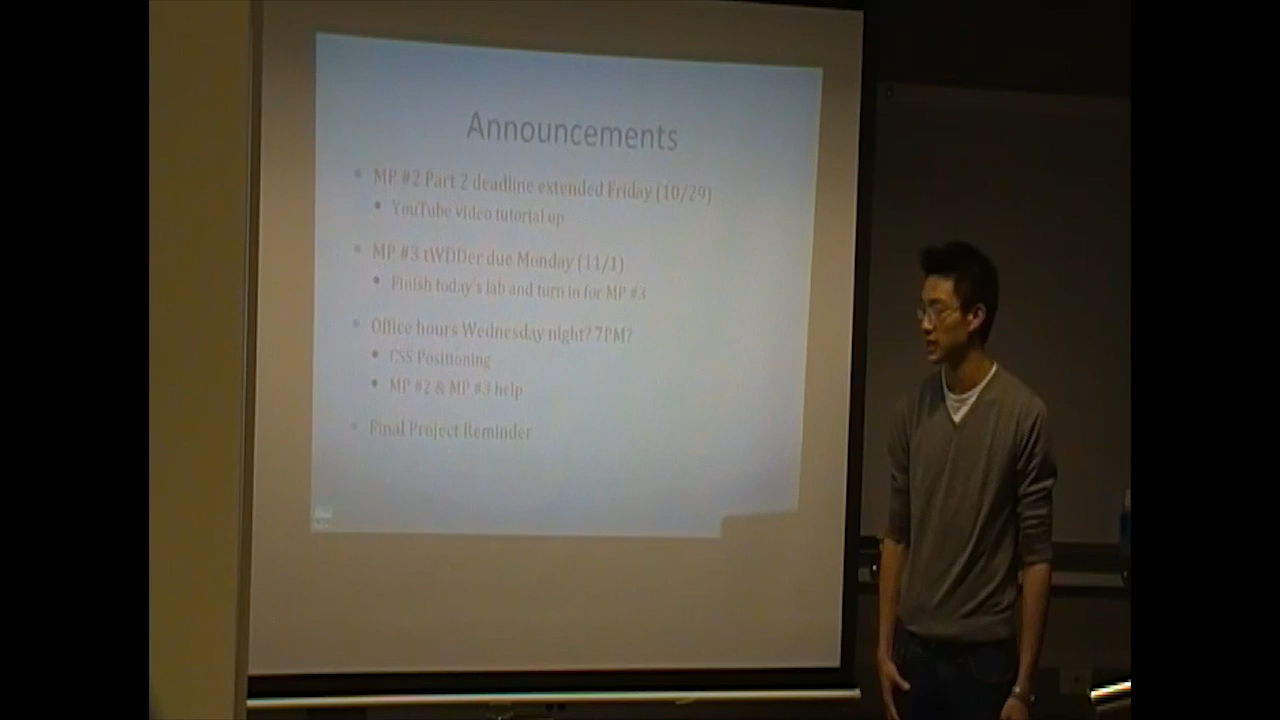 Announcements
• MP #2 Part 2 deadline extended Friday (10/29)
• YouTube video tutorial up
• MP #3 tWDDer due Monday (11/1)
• Finish today's lab and turn in for MP #3
• Office hours Wednesday night? 7PM?
• CSS Positioning
• MP #2 & MP #3 help
• Final Project Reminder